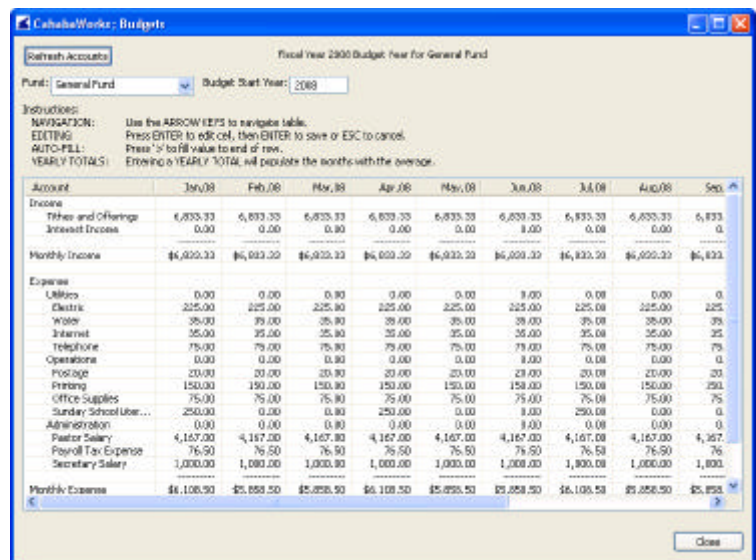 CahabaWorks; Budgets
Refresh Accounts
Fiscal Year 2008 Budget Year for General Fund
Fund: General Fund Budget Start Year: 2008
Instructions:
NAVIGATION: Use the ARROW KEYS to navigate table.
EDITING: Press ENTER to edit cell, then ENTER to save or ESC to cancel.
AUTO-FILL: Press '>' to fill value to end of row.
YEARLY TOTALS: Entering a YEARLY TOTAL will populate the months with the average.
Account Jan,08 Feb,08 Mar,08 Apr,08 May,08 Jun,08 Jul,08 Aug,08 Sep,
Income
Tithes and Offerings 6,833.33 6,833.33 6,833.33 6,833.33 6,833.33 6,833.33 6,833.33 6,833.33 6,833.
Interest Income 0.00 0.00 0.00 0.00 0.00 0.00 0.00 0.00 0.
Monthly Income $6,833.33 $6,833.33 $6,833.33 $6,833.33 $6,833.33 $6,833.33 $6,833.33 $6,833.33 $6,833.
Expense
Utilities 0.00 0.00 0.00 0.00 0.00 0.00 0.00 0.00 0.
Electric 225.00 225.00 225.00 225.00 225.00 225.00 225.00 225.00 225.
Water 35.00 35.00 35.00 35.00 35.00 35.00 35.00 35.00 35.
Internet 35.00 35.00 35.00 35.00 35.00 35.00 35.00 35.00 35.
Telephone 75.00 75.00 75.00 75.00 75.00 75.00 75.00 75.00 75.
Operations 0.00 0.00 0.00 0.00 0.00 0.00 0.00 0.00 0.
Postage 20.00 20.00 20.00 20.00 20.00 20.00 20.00 20.00 20.
Printing 150.00 150.00 150.00 150.00 150.00 150.00 150.00 150.00 150.
Office Supplies 75.00 75.00 75.00 75.00 75.00 75.00 75.00 75.00 75.
Sunday School Liter... 250.00 0.00 0.00 250.00 0.00 0.00 250.00 0.00 0.
Administration 0.00 0.00 0.00 0.00 0.00 0.00 0.00 0.00 0.
Pastor Salary 4,167.00 4,167.00 4,167.00 4,167.00 4,167.00 4,167.00 4,167.00 4,167.00 4,167.
Payroll Tax Expense 76.50 76.50 76.50 76.50 76.50 76.50 76.50 76.50 76.
Secretary Salary 1,000.00 1,000.00 1,000.00 1,000.00 1,000.00 1,000.00 1,000.00 1,000.00 1,000.
Monthly Expense $6,108.50 $5,858.50 $5,858.50 $6,108.50 $5,858.50 $5,858.50 $6,108.50 $5,858.50 $5,858.
Close